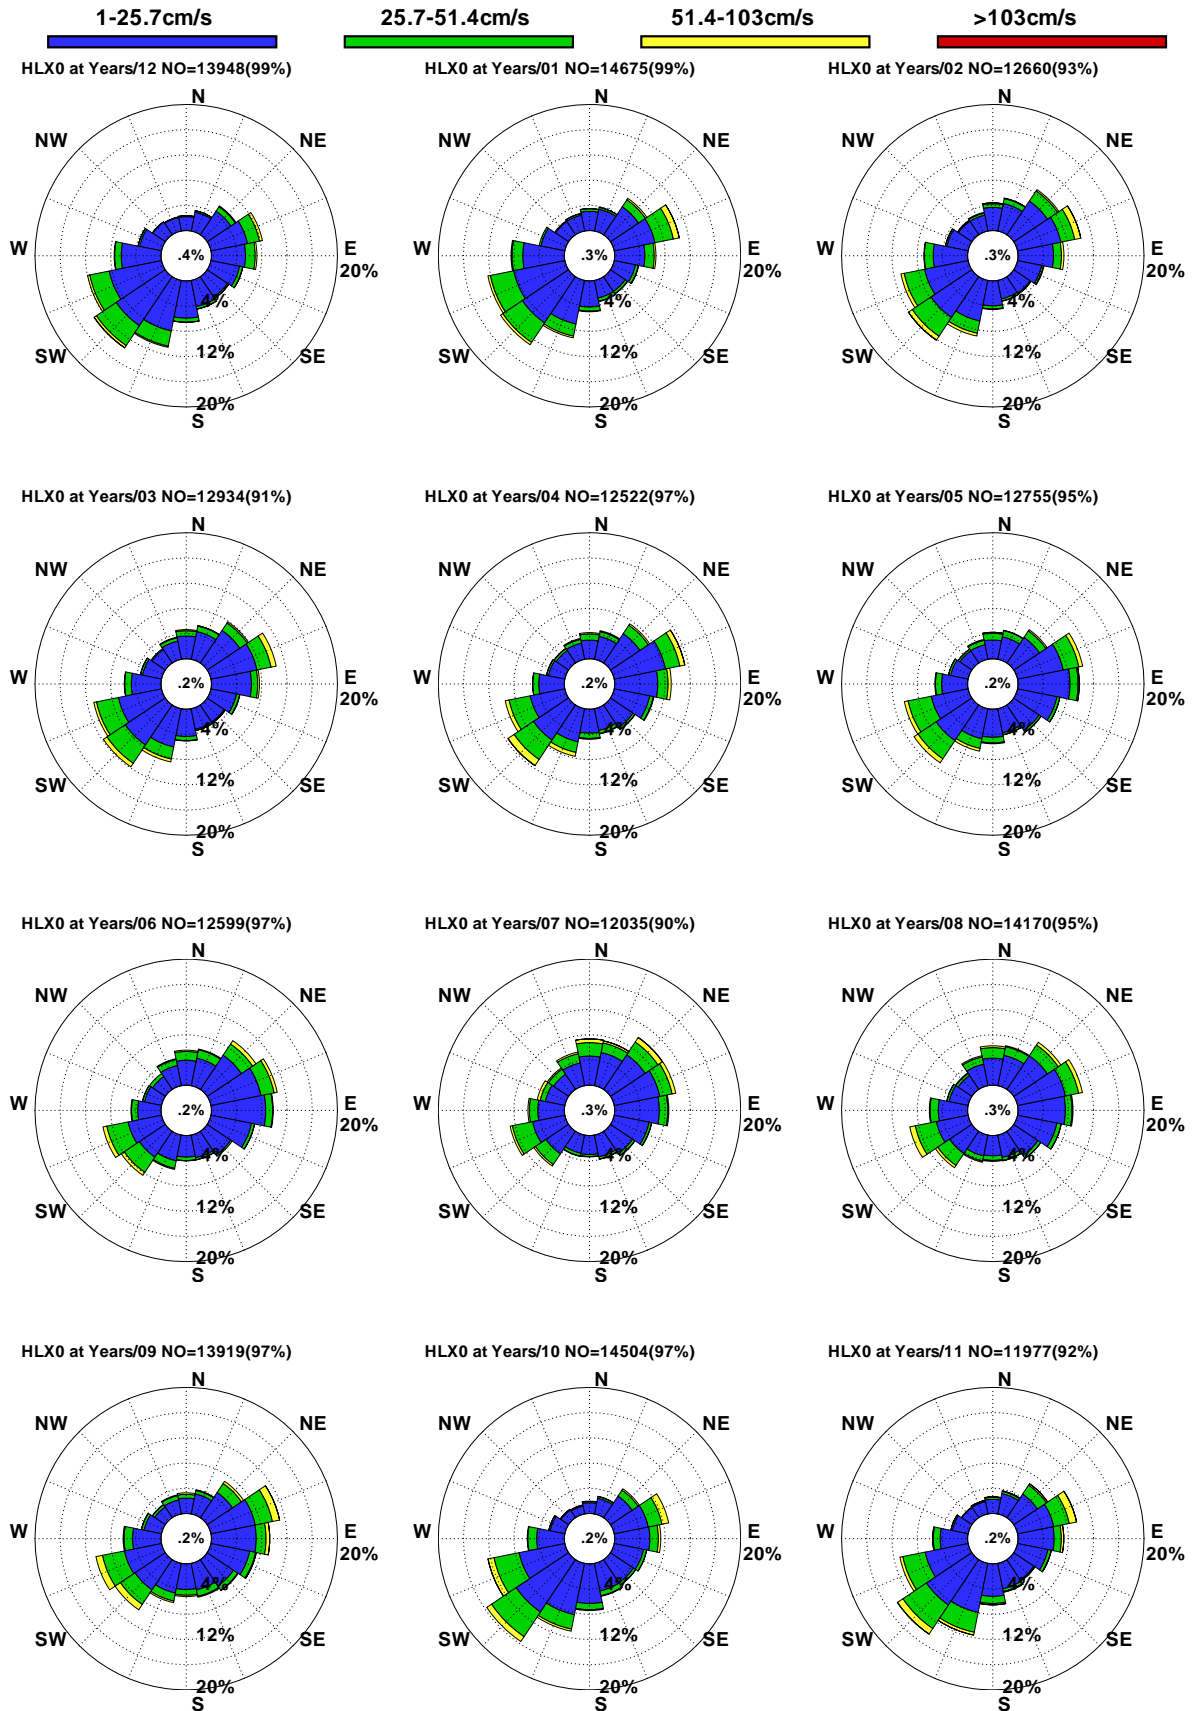 1-25.7cm/s 25.7-51.4cm/s 51.4-103cm/s >103cm/s
HLX0 at Years/12 NO=13948(99%)
N
NW NE
W .4% E
20%
4%
12%
SW SE
20%
S
HLX0 at Years/01 NO=14675(99%)
N
NW NE
W .3% E
20%
4%
12%
SW SE
20%
S
HLX0 at Years/02 NO=12660(93%)
N
NW NE
W .3% E
20%
4%
12%
SW SE
20%
S
HLX0 at Years/03 NO=12934(91%)
N
NW NE
W .2% E
20%
4%
12%
SW SE
20%
S
HLX0 at Years/04 NO=12522(97%)
N
NW NE
W .2% E
20%
4%
12%
SW SE
20%
S
HLX0 at Years/05 NO=12755(95%)
N
NW NE
W .2% E
20%
4%
12%
SW SE
20%
S
HLX0 at Years/06 NO=12599(97%)
N
NW NE
W .2% E
20%
4%
12%
SW SE
20%
S
HLX0 at Years/07 NO=12035(90%)
N
NW NE
W .3% E
20%
4%
12%
SW SE
20%
S
HLX0 at Years/08 NO=14170(95%)
N
NW NE
W .3% E
20%
4%
12%
SW SE
20%
S
HLX0 at Years/09 NO=13919(97%)
N
NW NE
W .2% E
20%
4%
12%
SW SE
20%
S
HLX0 at Years/10 NO=14504(97%)
N
NW NE
W .2% E
20%
4%
12%
SW SE
20%
S
HLX0 at Years/11 NO=11977(92%)
N
NW NE
W .2% E
20%
4%
12%
SW SE
20%
S